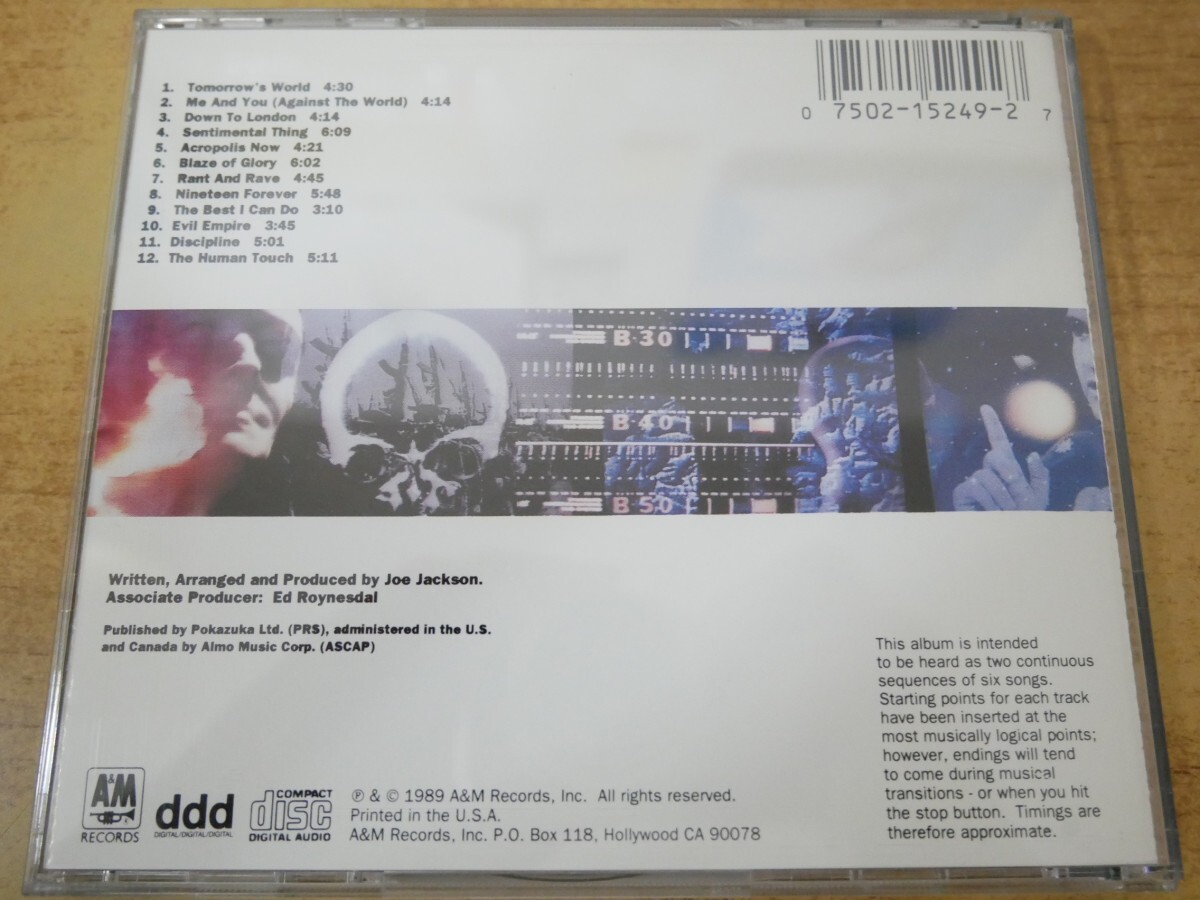 1. Tomorrow's World 4:30
2. Me And You (Against The World) 4:14
3. Down To London 4:14
4. Sentimental Thing 6:09
5. Acropolis Now 4:21
6. Blaze of Glory 6:02
7. Rant And Rave 4:45
8. Nineteen Forever 5:48
9. The Best I Can Do 3:10
10. Evil Empire 3:45
11. Discipline 5:01
12. The Human Touch 5:11
0 7502-15249-2 7
B 30
B 40
B 50
Written, Arranged and Produced by Joe Jackson.
Associate Producer: Ed Roynesdal
Published by Pokazuka Ltd. (PRS), administered in the U.S.
and Canada by Almo Music Corp. (ASCAP)
This album is intended
to be heard as two continuous
sequences of six songs.
Starting points for each track
have been inserted at the
most musically logical points;
however, endings will tend
to come during musical
transitions - or when you hit
the stop button. Timings are
therefore approximate.
A&M
RECORDS
ddd
DIGITAL/DIGITAL/DIGITAL
COMPACT
disc
DIGITAL AUDIO
℗ & © 1989 A&M Records, Inc. All rights reserved.
Printed in the U.S.A.
A&M Records, Inc. P.O. Box 118, Hollywood CA 90078